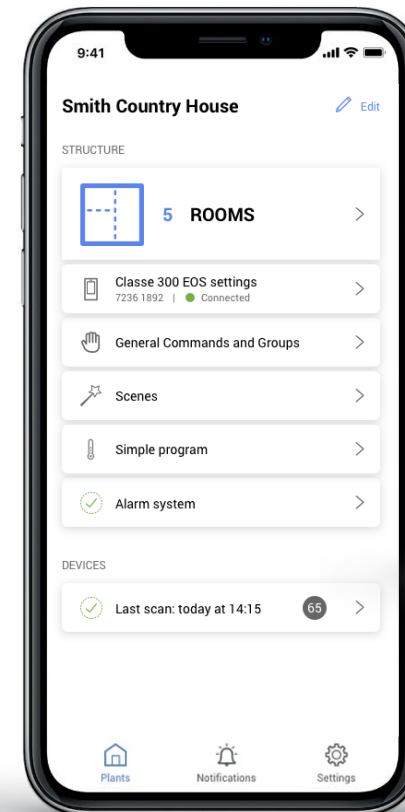 9:41
Smith Country House
Edit
STRUCTURE
5 ROOMS
Classe 300 EOS settings
7236 1892 | Connected
General Commands and Groups
Scenes
Simple program
Alarm system
DEVICES
Last scan: today at 14:15
65
Plants
Notifications
Settings